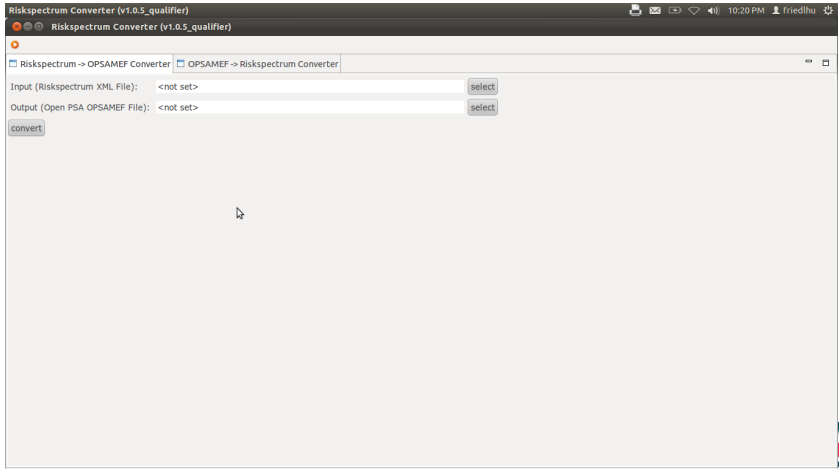 Riskspectrum Converter (v1.0.5_qualifier) 10:20 PM friedlhu
Riskspectrum Converter (v1.0.5_qualifier)
Riskspectrum -> OPSAMEF Converter OPSAMEF -> Riskspectrum Converter
Input (Riskspectrum XML File): <not set> select
Output (Open PSA OPSAMEF File): <not set> select
convert